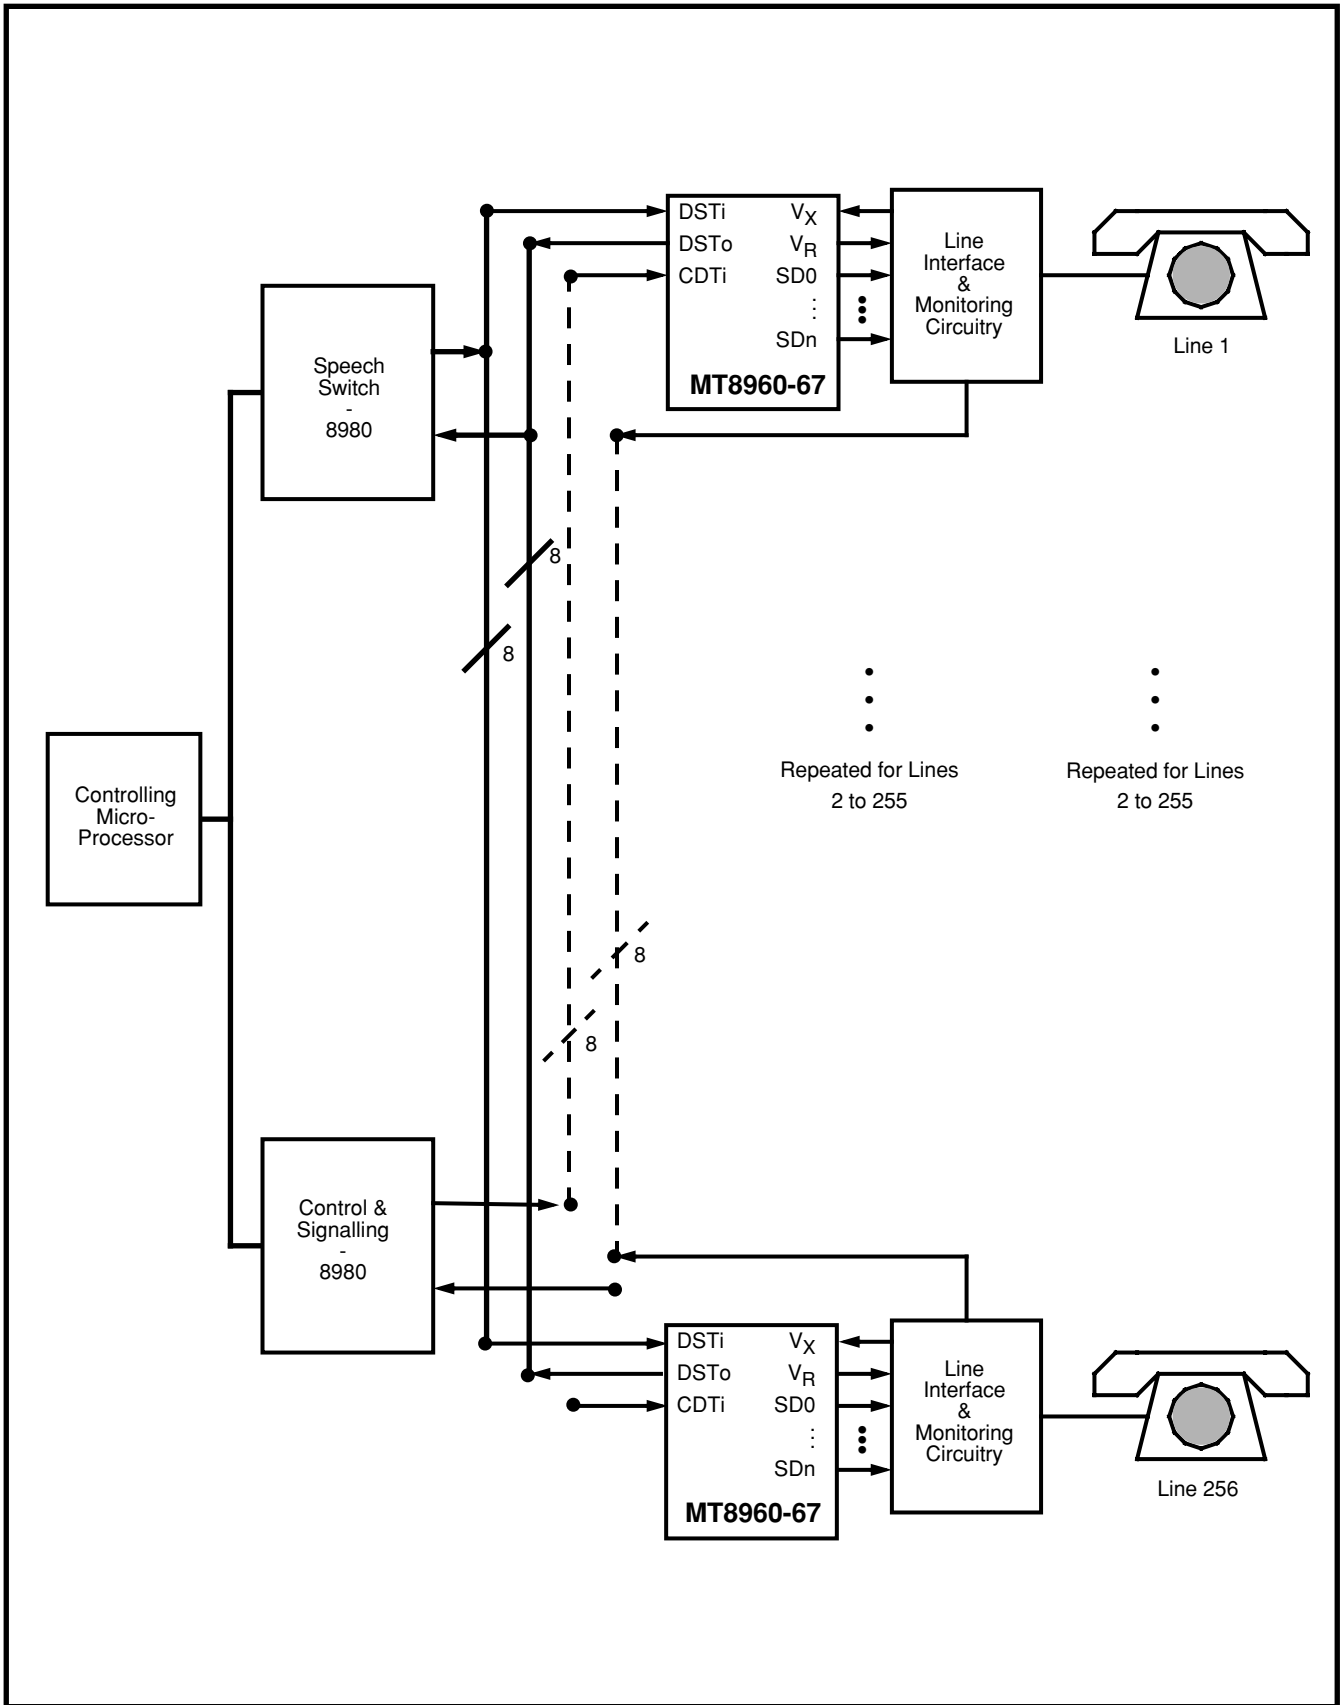 DSTi
DSTo
CDTi
VX
VR
SD0
SDn
MT8960-67
Line
Interface
&
Monitoring
Circuitry
Line 1
Speech
Switch
-
8980
8
8
Repeated for Lines
2 to 255
Repeated for Lines
2 to 255
Controlling
Micro-
Processor
8
8
Control &
Signalling
-
8980
DSTi
DSTo
CDTi
VX
VR
SD0
SDn
MT8960-67
Line
Interface
&
Monitoring
Circuitry
Line 256